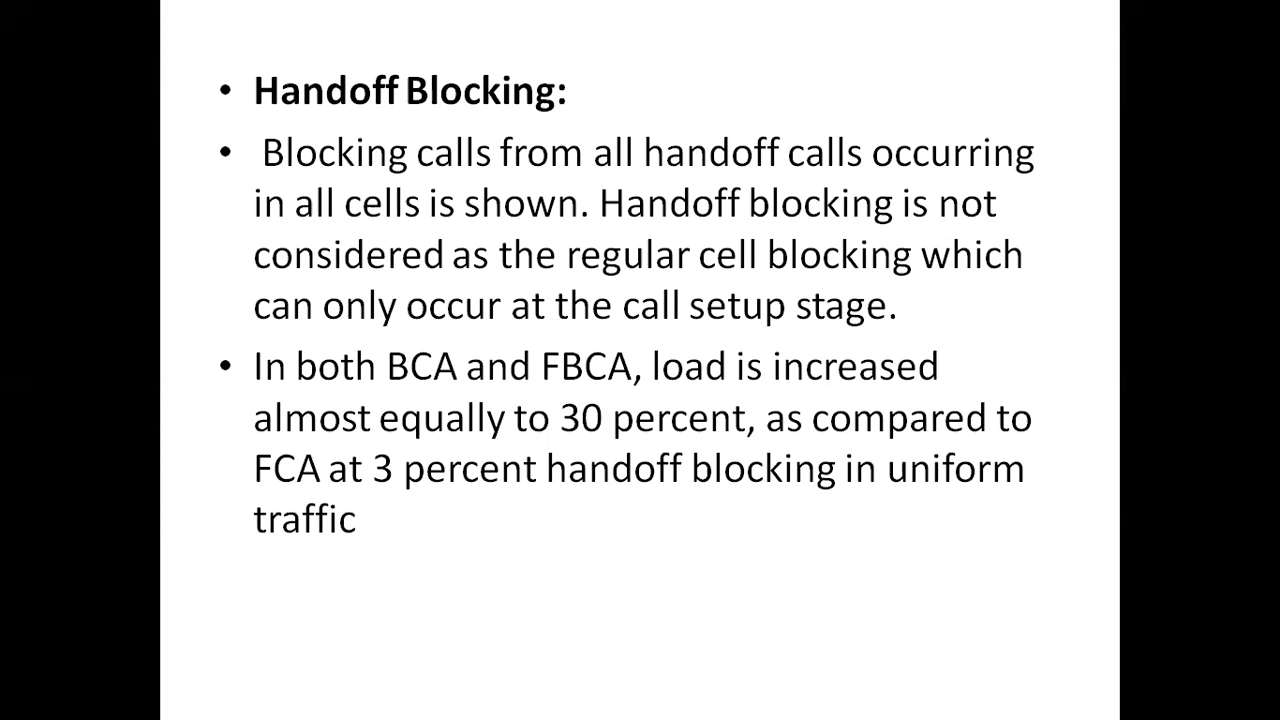 • Handoff Blocking:
• Blocking calls from all handoff calls occurring
in all cells is shown. Handoff blocking is not
considered as the regular cell blocking which
can only occur at the call setup stage.
• In both BCA and FBCA, load is increased
almost equally to 30 percent, as compared to
FCA at 3 percent handoff blocking in uniform
traffic